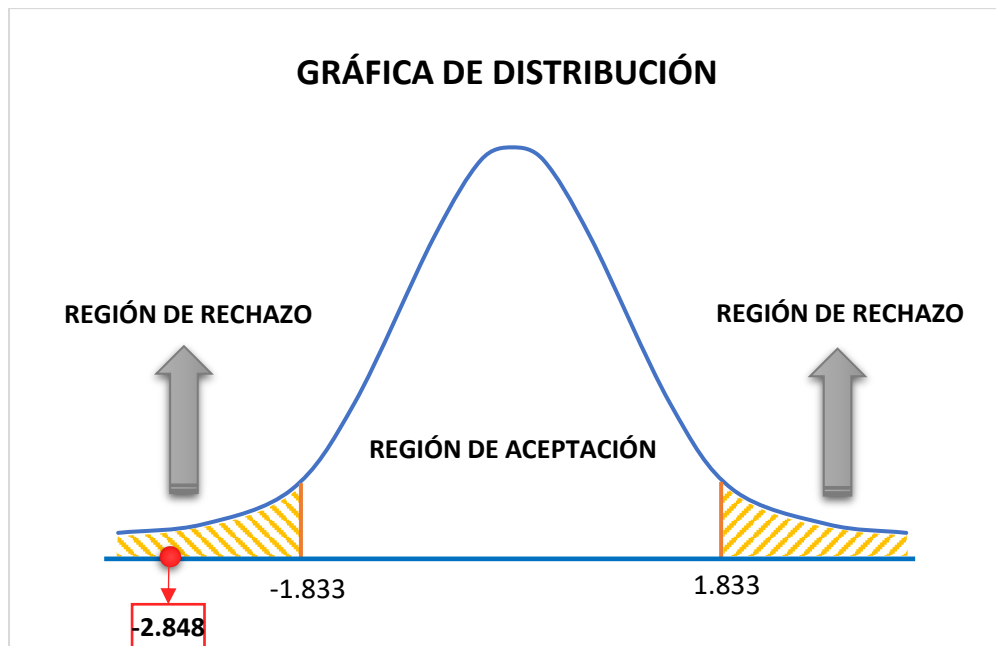 GRÁFICA DE DISTRIBUCIÓN
REGIÓN DE RECHAZO
REGIÓN DE RECHAZO
REGIÓN DE ACEPTACIÓN
-1.833
1.833
-2.848